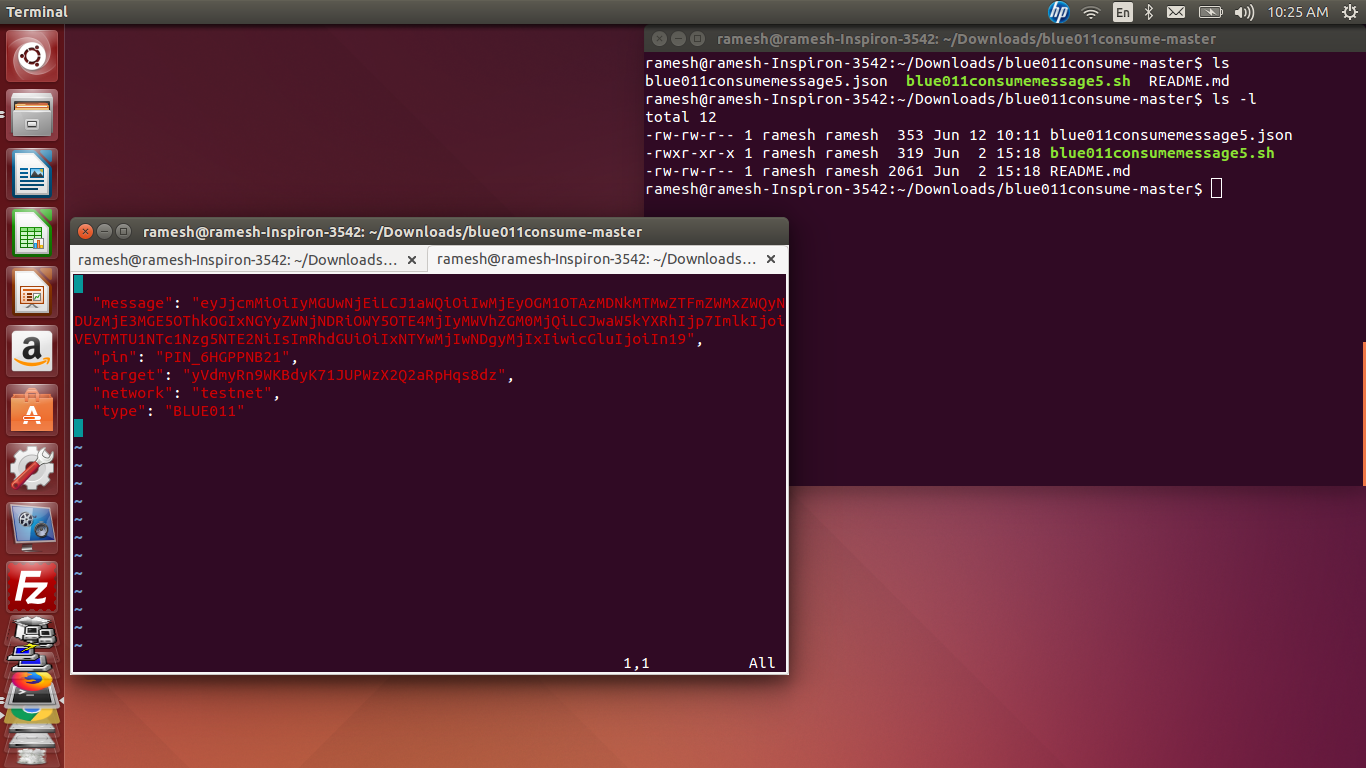 Terminal
hp
En
10:25 AM
ramesh@ramesh-Inspiron-3542: ~/Downloads/blue011consume-master
ramesh@ramesh-Inspiron-3542:~/Downloads/blue011consume-master$ ls
blue011consumemessage5.json  blue011consumemessage5.sh  README.md
ramesh@ramesh-Inspiron-3542:~/Downloads/blue011consume-master$ ls -l
total 12
-rw-rw-r-- 1 ramesh ramesh  353 Jun 12 10:11 blue011consumemessage5.json
-rwxr-xr-x 1 ramesh ramesh  319 Jun  2 15:18 blue011consumemessage5.sh
-rw-rw-r-- 1 ramesh ramesh 2061 Jun  2 15:18 README.md
ramesh@ramesh-Inspiron-3542:~/Downloads/blue011consume-master$
ramesh@ramesh-Inspiron-3542: ~/Downloads/blue011consume-master
ramesh@ramesh-Inspiron-3542: ~/Downloads... × ramesh@ramesh-Inspiron-3542: ~/Downloads... ×
"message": "eyJjcmMiOiIyMGUwNjEiLCJ1aWQiOiIwMjEyOGM1OTAzMDNkMTMwZTFmZWMxZWQyN
DUzMjE3MGE5OThkOGIxNGYyZWNjNDRiOWY5OTE4MjIyMWVhZGM0MjQiLCJwaW5kYXRhIjp7ImlkIjoi
VEVTMTU1NTc1Nzg5NTE2NiIsImRhdGUiOiIxNTYwMjIwNDgyMjIxIiwicGluIjoiIn19",
"pin": "PIN_6HGPPNB21",
"target": "yVdmyRn9WKBdyK71JUPWzX2Q2aRpHqs8dz",
"network": "testnet",
"type": "BLUE011"
~
~
~
~
~
~
~
~
~
~
~
~
1,1 All
a
A
Fz